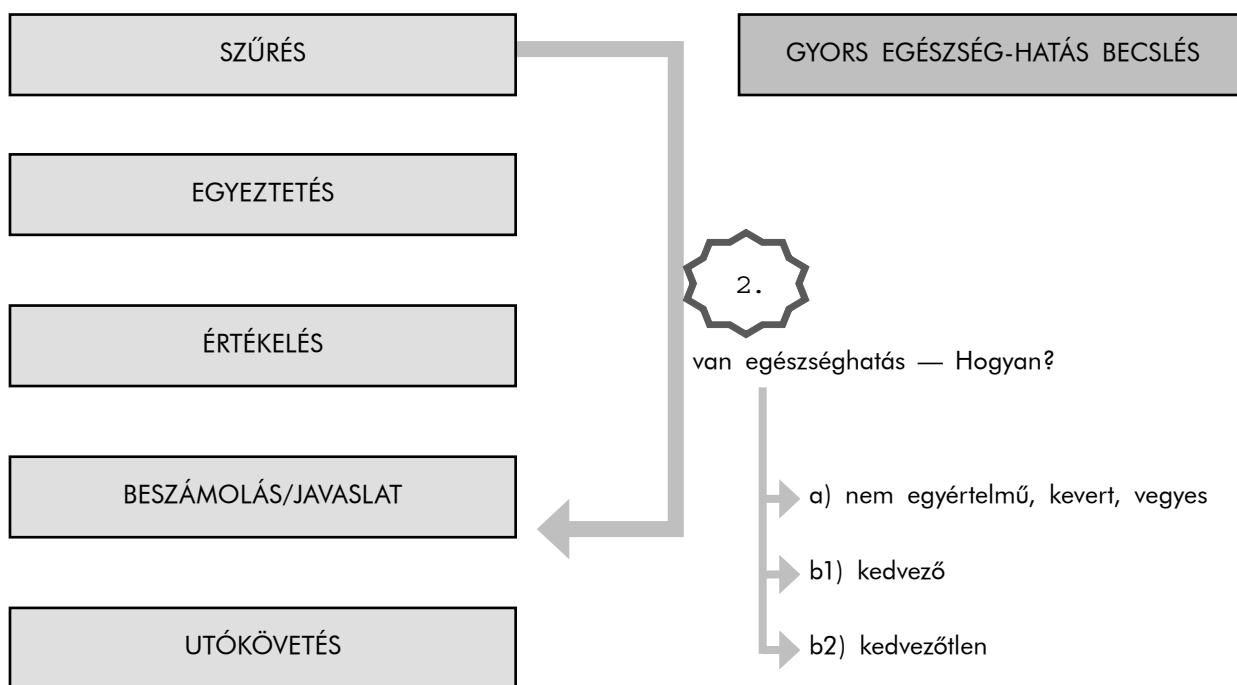 SZŰRÉS
GYORS EGÉSZSÉG-HATÁS BECSLÉS
EGYEZTETÉS
ÉRTÉKELÉS
2.
van egészséghatás — Hogyan?
BESZÁMOLÁS/JAVASLAT
a) nem egyértelmű, kevert, vegyes
b1) kedvező
UTÓKÖVETÉS
b2) kedvezőtlen